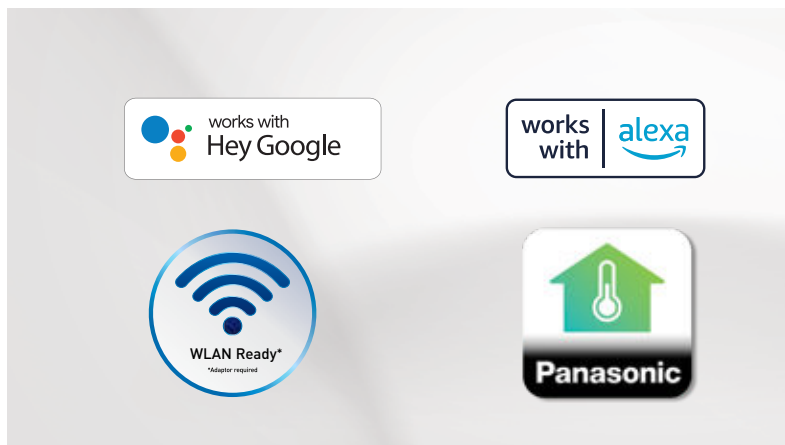 works with
Hey Google
works
with
alexa
WLAN Ready*
*Adaptor required
Panasonic